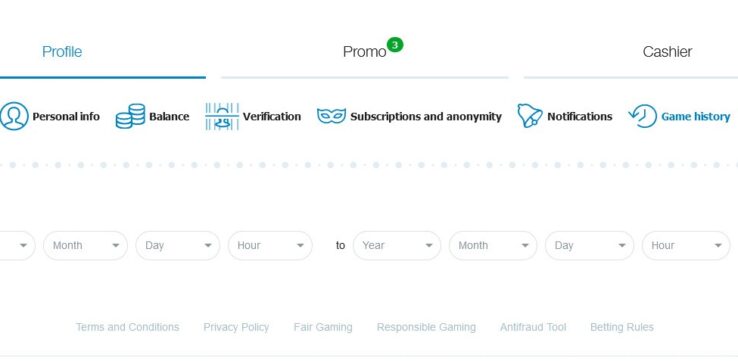 Profile Promo 3 Cashier
Personal info Balance Verification Subscriptions and anonymity Notifications Game history
Month Day Hour to Year Month Day Hour
Terms and Conditions Privacy Policy Fair Gaming Responsible Gaming Antifraud Tool Betting Rules